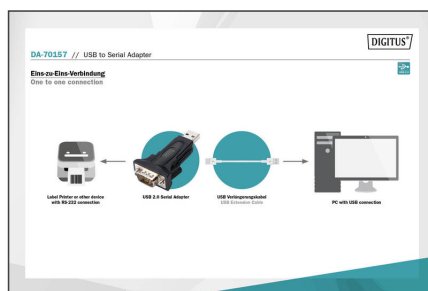 DIGITUS®
DA-70157 // USB to Serial Adapter
Eins-zu-Eins-Verbindung
One to one connection
Label Printer or other device
with RS-232 connection
USB 2.0 Serial Adapter
USB Verlängerungskabel
USB Extension Cable
PC with USB connection